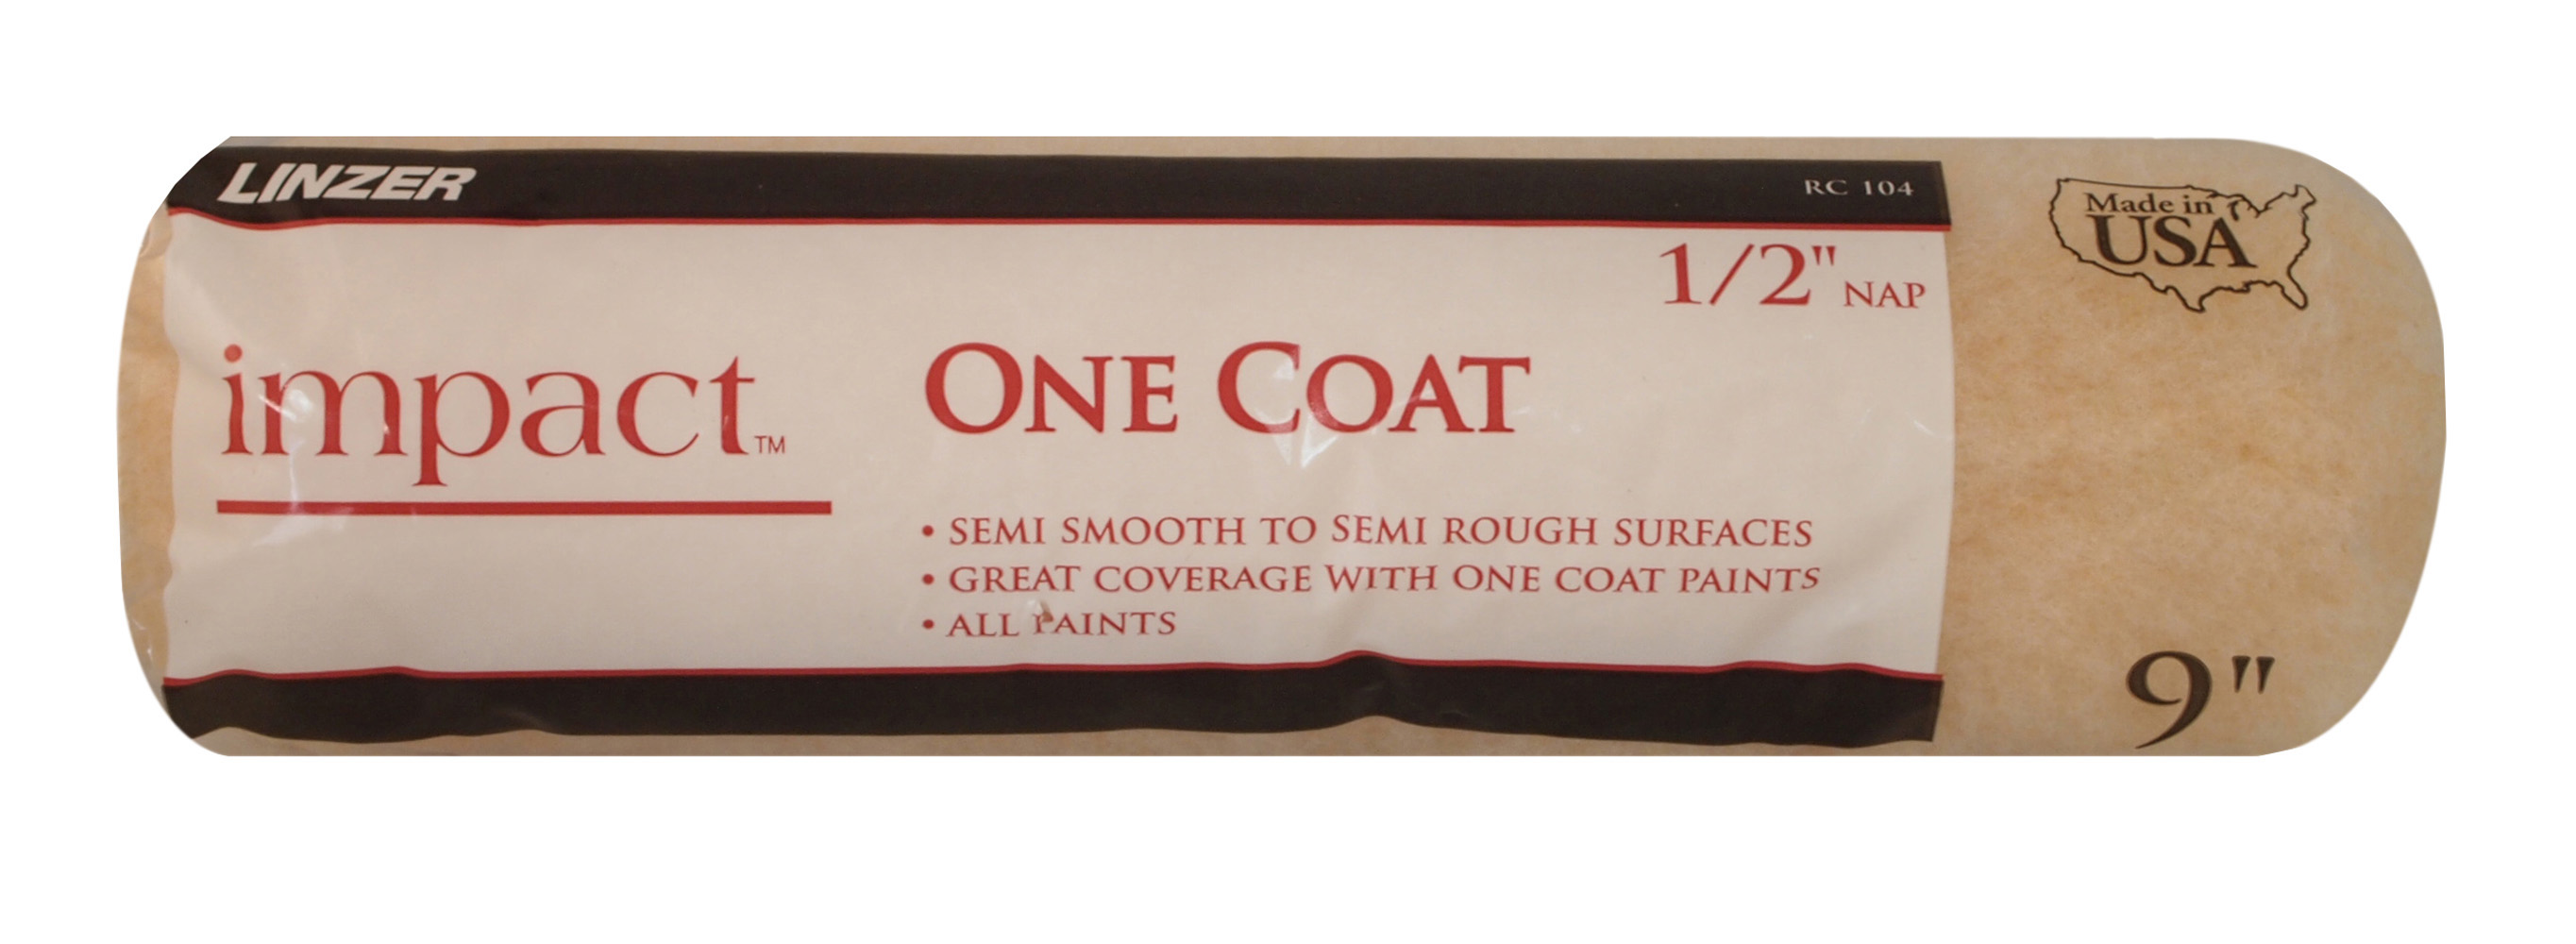 LINZER
RC 104
Made in
USA
1/2" NAP
impact™
ONE COAT
• SEMI SMOOTH TO SEMI ROUGH SURFACES
• GREAT COVERAGE WITH ONE COAT PAINTS
• ALL PAINTS
9"